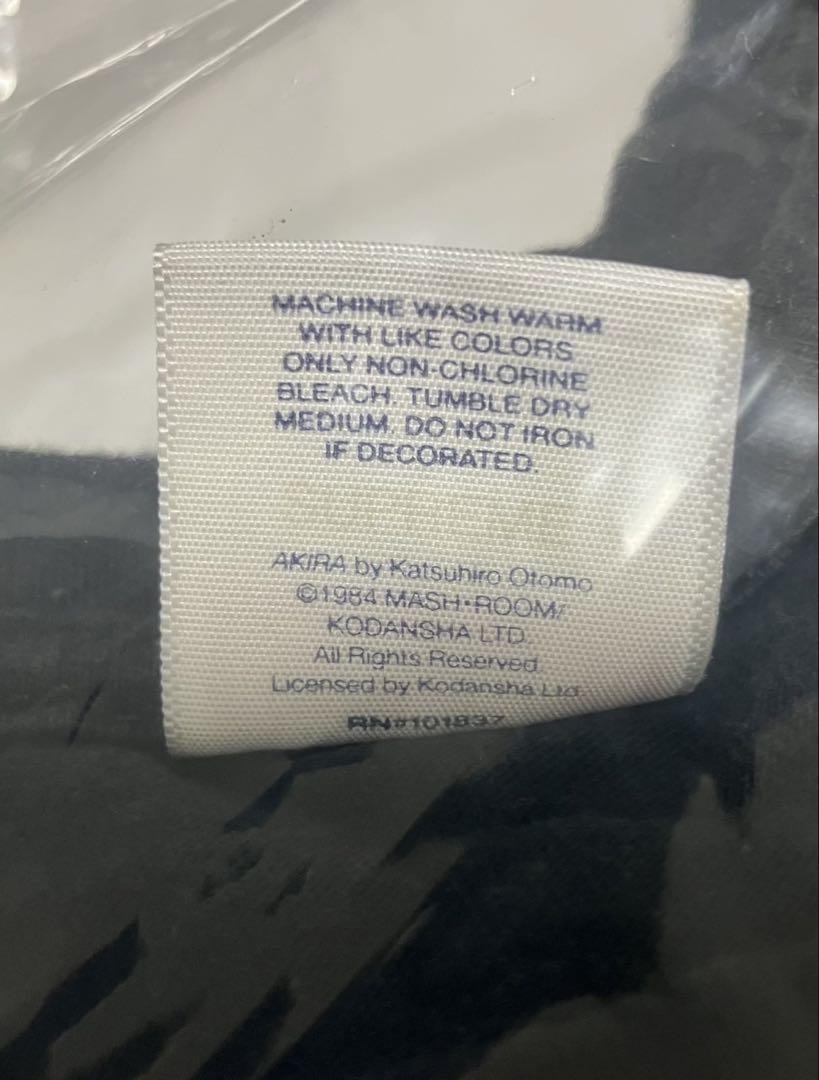 MACHINE WASH WARM
WITH LIKE COLORS
ONLY NON-CHLORINE
BLEACH. TUMBLE DRY
MEDIUM. DO NOT IRON
IF DECORATED.
AKIRA by Katsuhiro Otomo
©1984 MASH•ROOM/
KODANSHA LTD.
All Rights Reserved
Licensed by Kodansha Ltd.
RN#101837